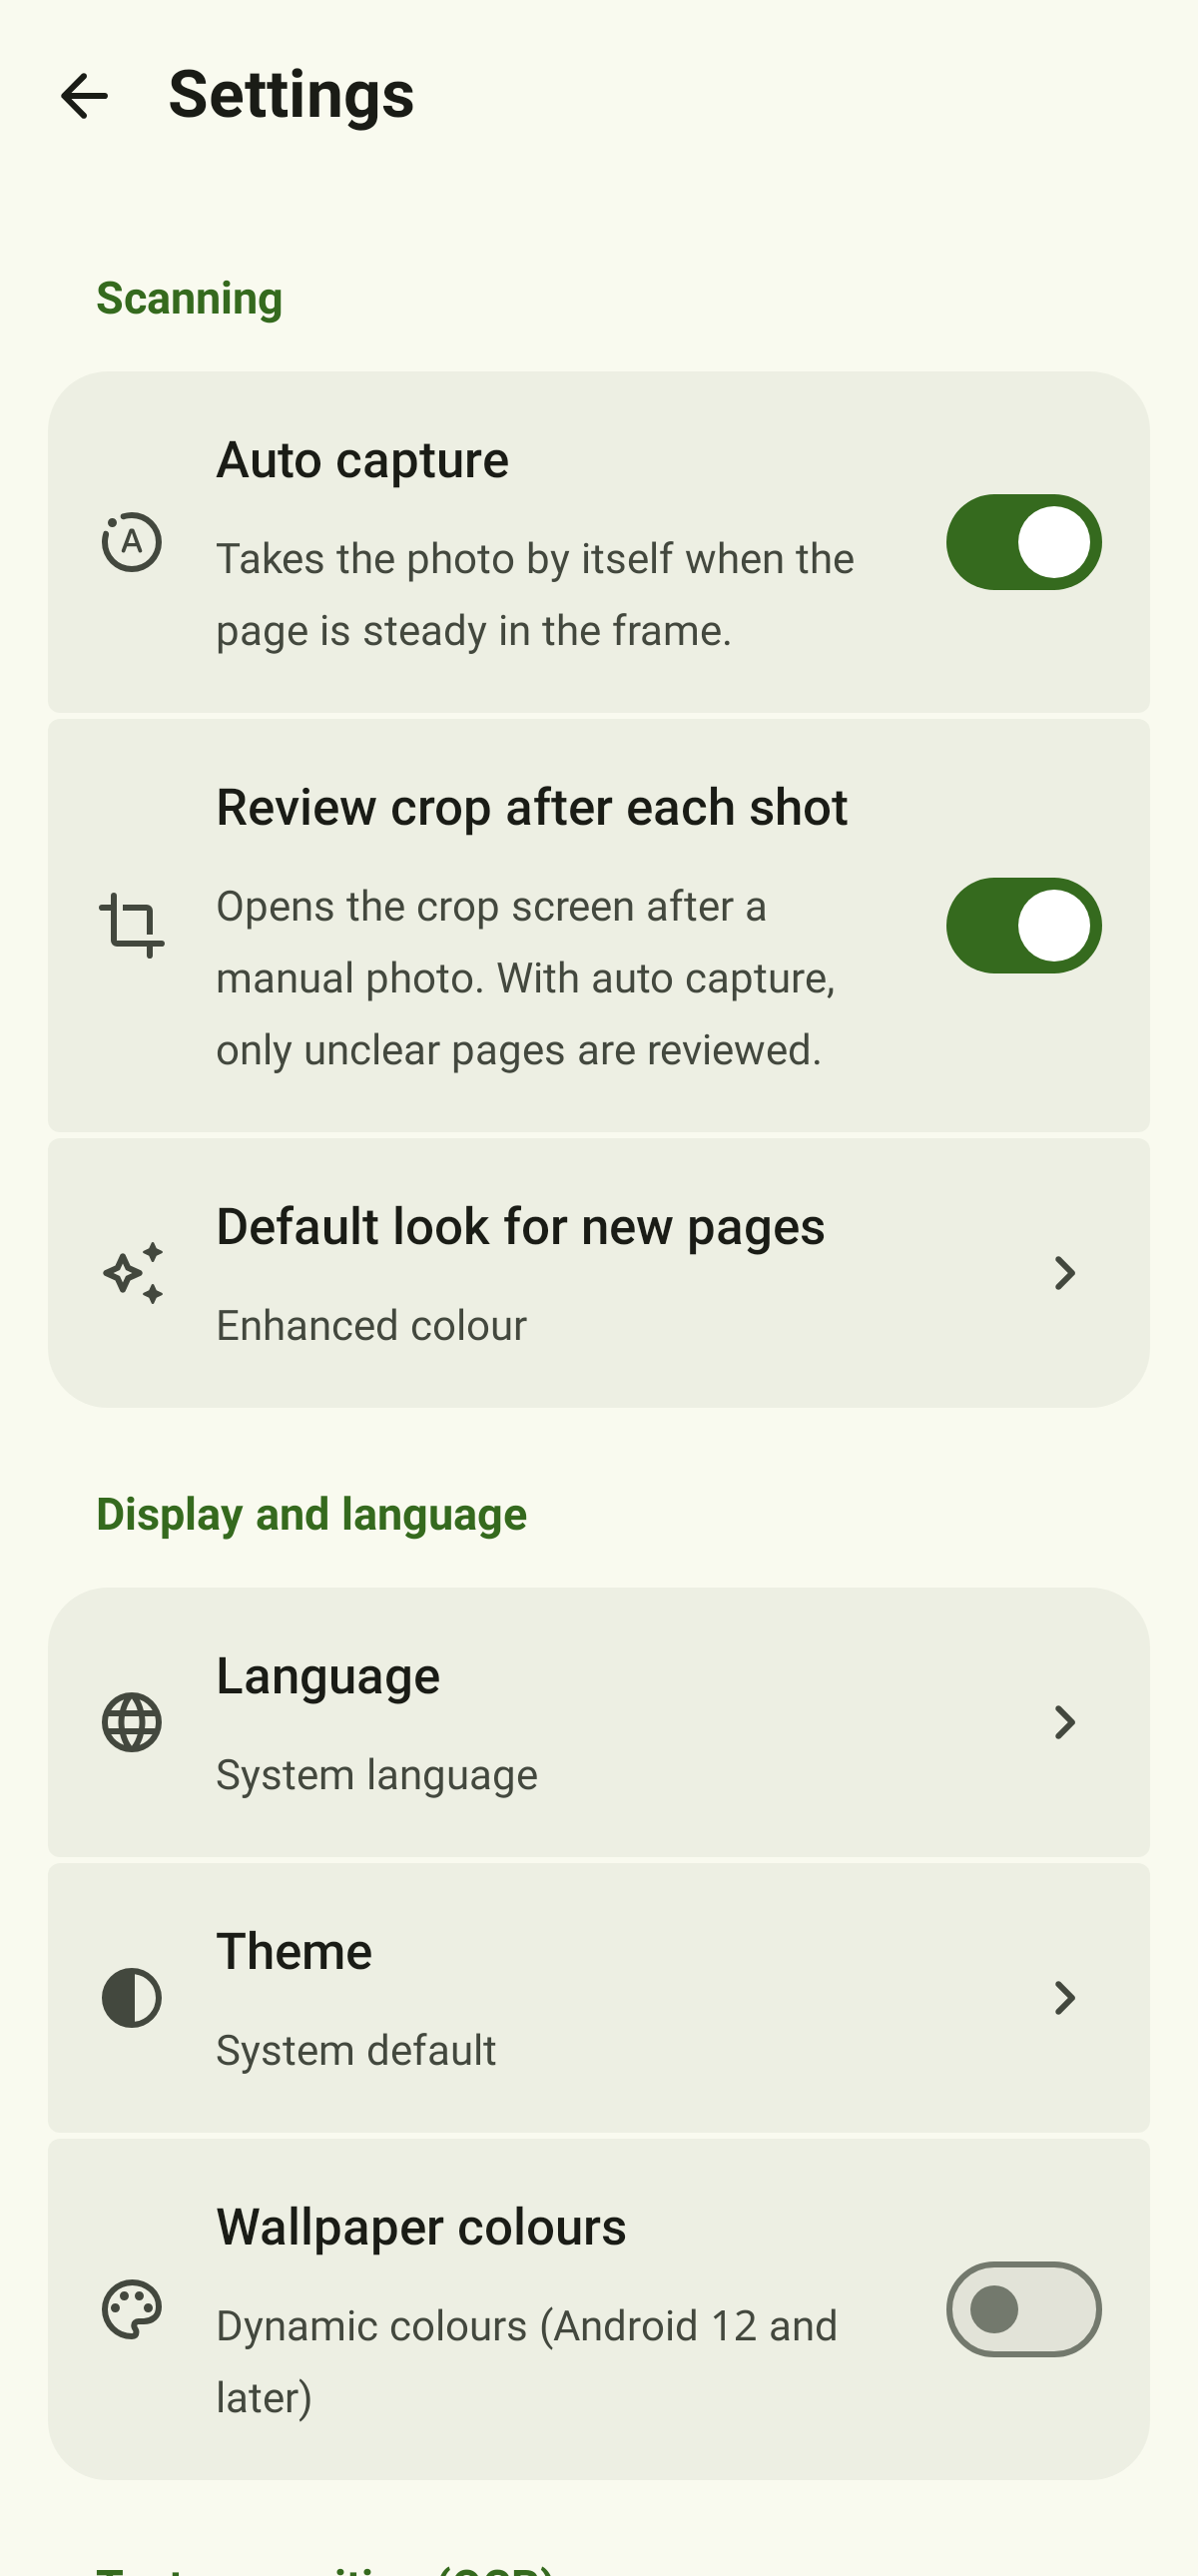 Settings
Scanning
Auto capture
Takes the photo by itself when the
page is steady in the frame.
Review crop after each shot
Opens the crop screen after a
manual photo. With auto capture,
only unclear pages are reviewed.
Default look for new pages
Enhanced colour
Display and language
Language
System language
Theme
System default
Wallpaper colours
Dynamic colours (Android 12 and
later)